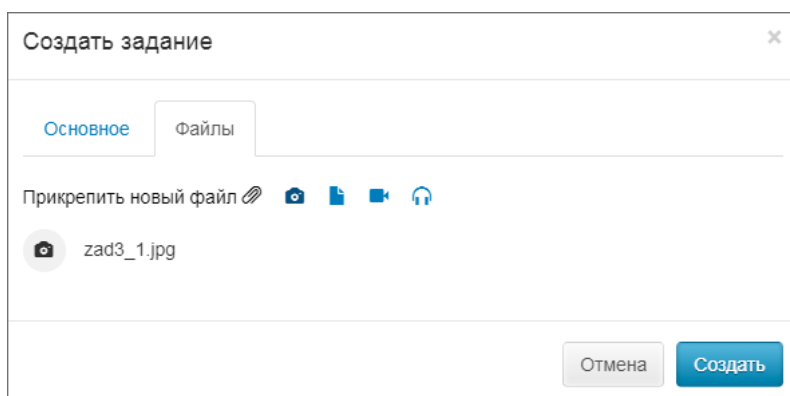 Создать задание
Основное Файлы
Прикрепить новый файл
zad3_1.jpg
Отмена Создать